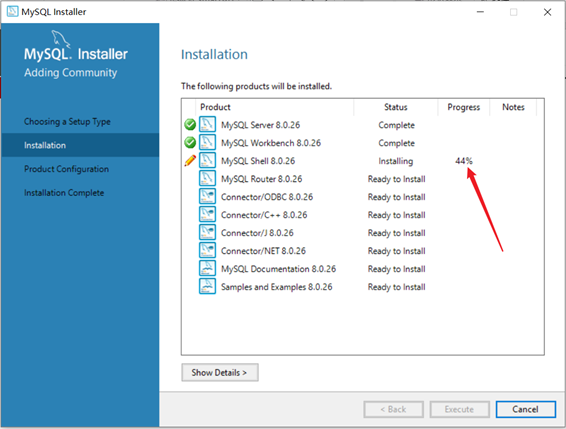 MySQL Installer
MySQL. Installer
Adding Community
Choosing a Setup Type
Installation
Product Configuration
Installation Complete
Installation
The following products will be installed.
Product Status Progress Notes
MySQL Server 8.0.26 Complete
MySQL Workbench 8.0.26 Complete
MySQL Shell 8.0.26 Installing 44%
MySQL Router 8.0.26 Ready to Install
Connector/ODBC 8.0.26 Ready to Install
Connector/C++ 8.0.26 Ready to Install
Connector/J 8.0.26 Ready to Install
Connector/NET 8.0.26 Ready to Install
MySQL Documentation 8.0.26 Ready to Install
Samples and Examples 8.0.26 Ready to Install
Show Details >
< Back Execute Cancel